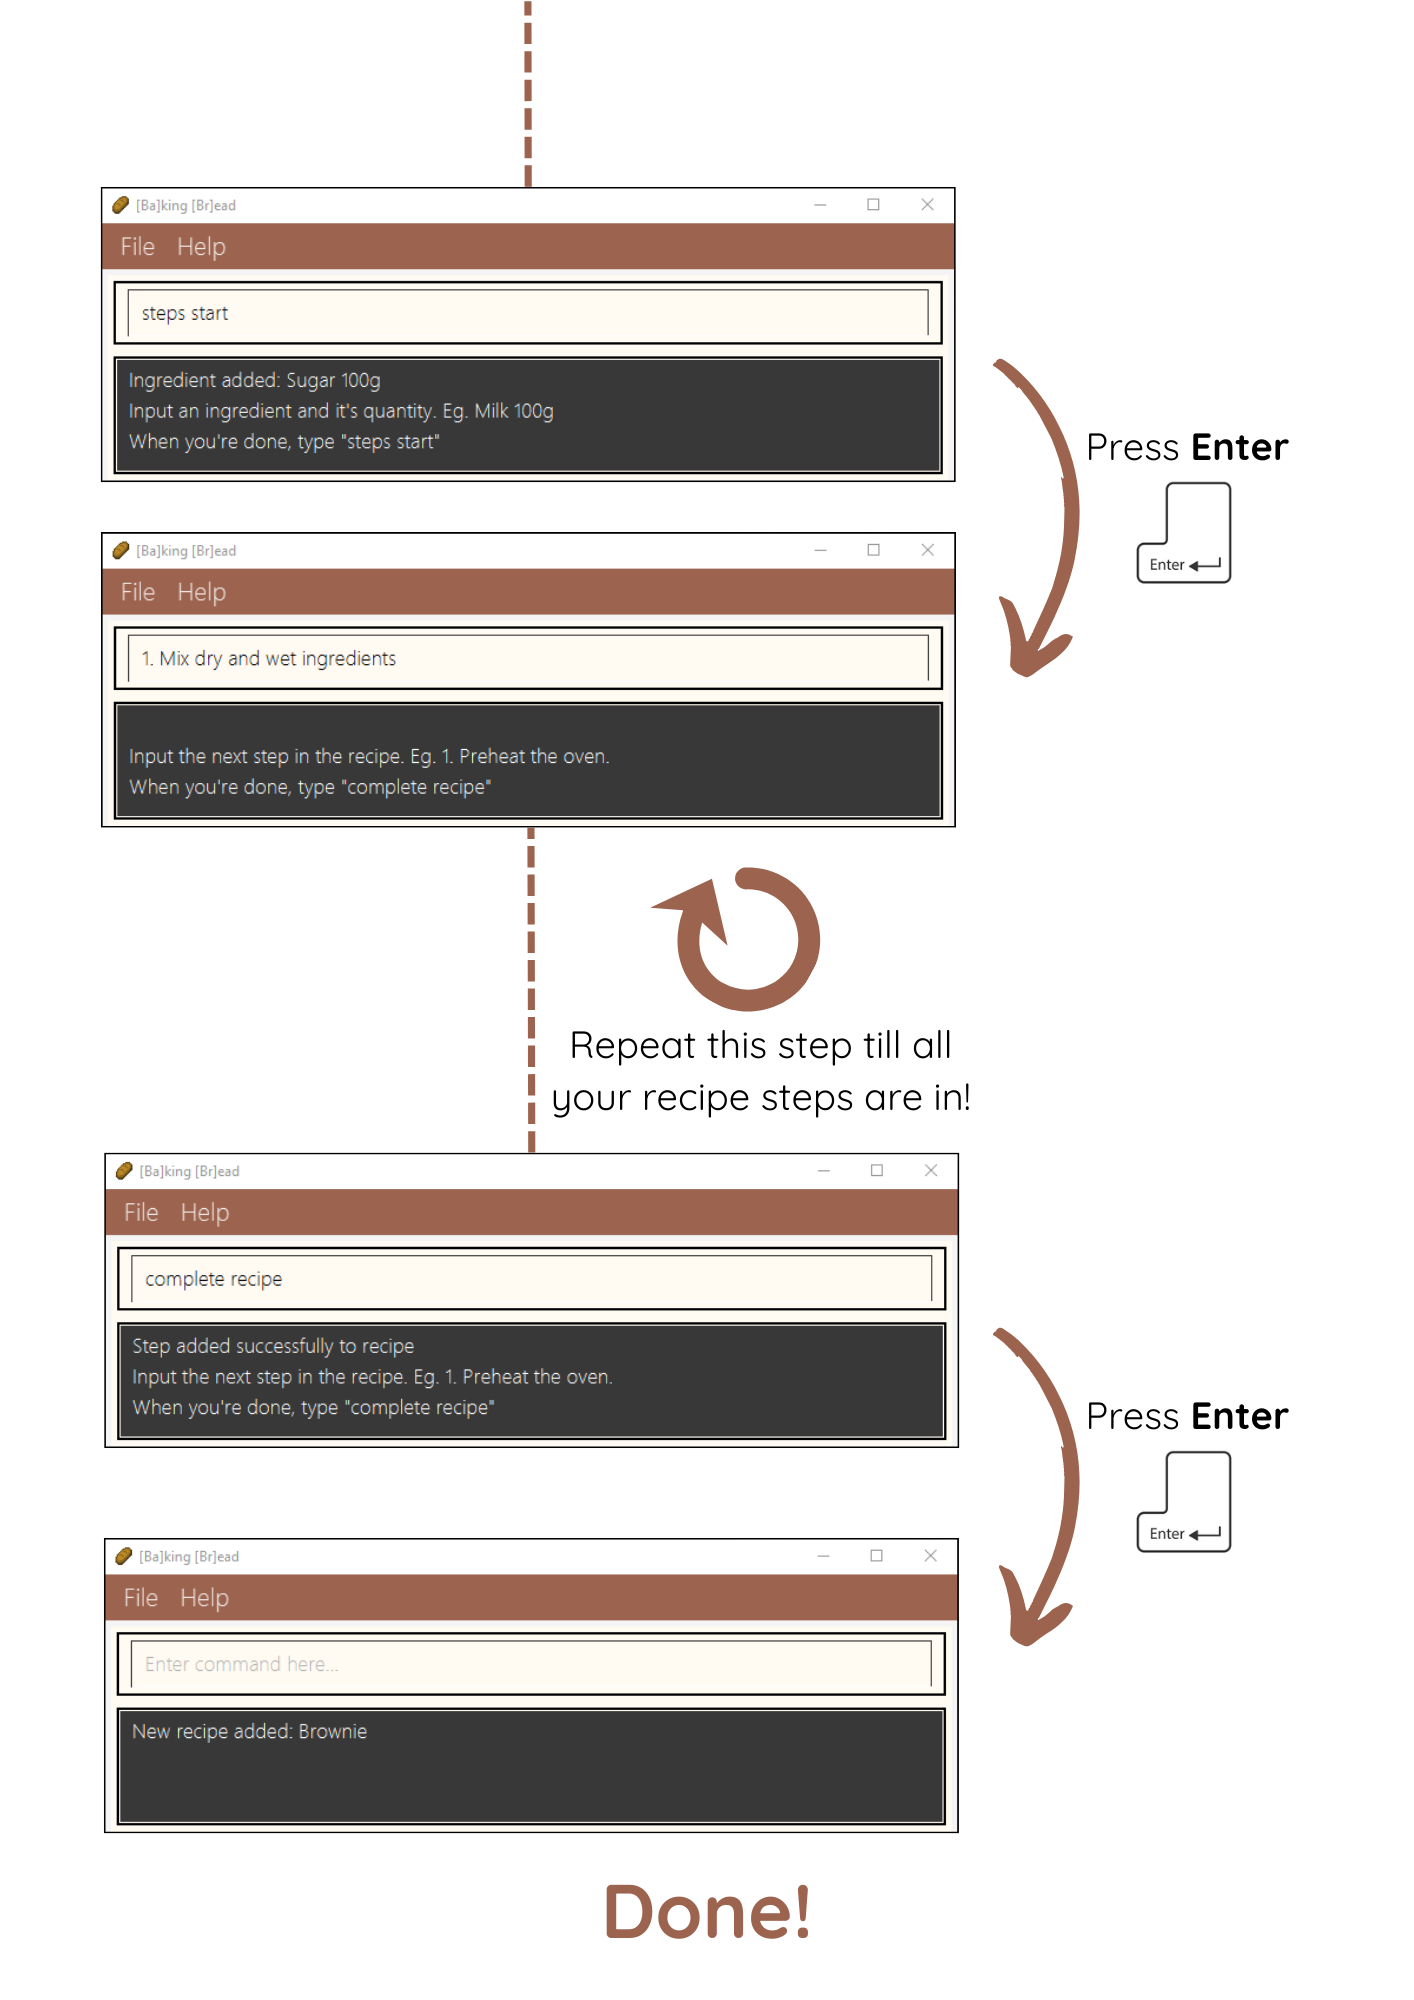 [Ba]king [Br]ead
File Help
steps start
Ingredient added: Sugar 100g
Input an ingredient and it's quantity. Eg. Milk 100g
When you're done, type "steps start"
Press Enter
Enter
[Ba]king [Br]ead
File Help
1. Mix dry and wet ingredients
Input the next step in the recipe. Eg. 1. Preheat the oven.
When you're done, type "complete recipe"
Repeat this step till all
your recipe steps are in!
[Ba]king [Br]ead
File Help
complete recipe
Step added successfully to recipe
Input the next step in the recipe. Eg. 1. Preheat the oven.
When you're done, type "complete recipe"
Press Enter
Enter
[Ba]king [Br]ead
File Help
Enter command here...
New recipe added: Brownie
Done!